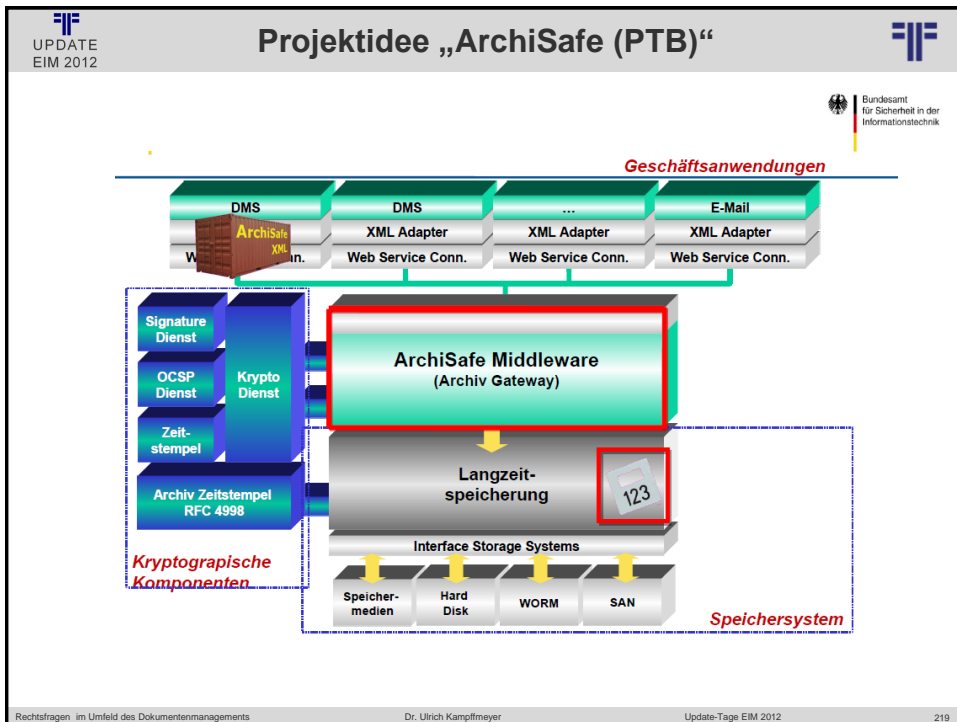 UPDATE
EIM 2012
Projektidee „ArchiSafe (PTB)“
Bundesamt
für Sicherheit in der
Informationstechnik
Geschäftsanwendungen
DMS
DMS
...
E-Mail
ArchiSafe
XML
XML Adapter
XML Adapter
XML Adapter
W
nn.
Web Service Conn.
Web Service Conn.
Web Service Conn.
Signature
Dienst
OCSP
Dienst
Zeit-
stempel
Krypto
Dienst
ArchiSafe Middleware
(Archiv Gateway)
Archiv Zeitstempel
RFC 4998
Langzeit-
speicherung
123
Interface Storage Systems
Kryptograpische
Komponenten
Speicher-
medien
Hard
Disk
WORM
SAN
Speichersystem
Rechtsfragen im Umfeld des Dokumentenmanagements
Dr. Ulrich Kampffmeyer
Update-Tage EIM 2012
219